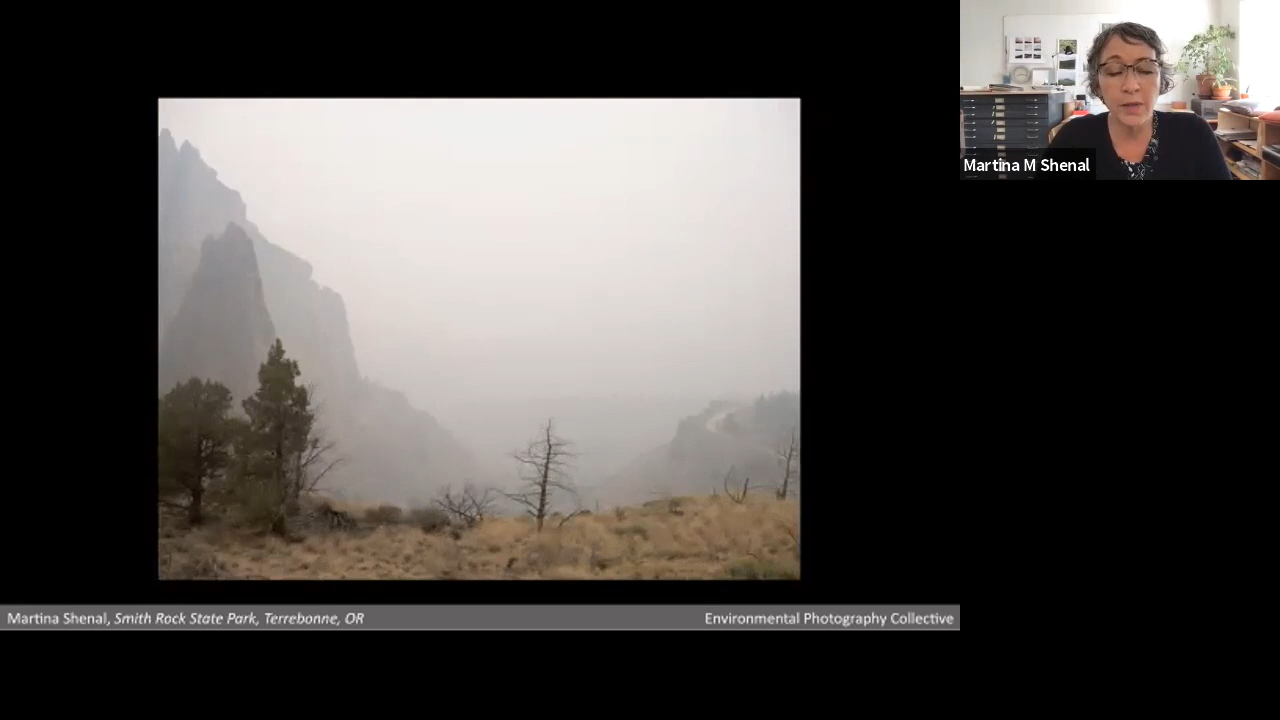 Martina M Shenal
Martina Shenal, Smith Rock State Park, Terrebonne, OR
Environmental Photography Collective